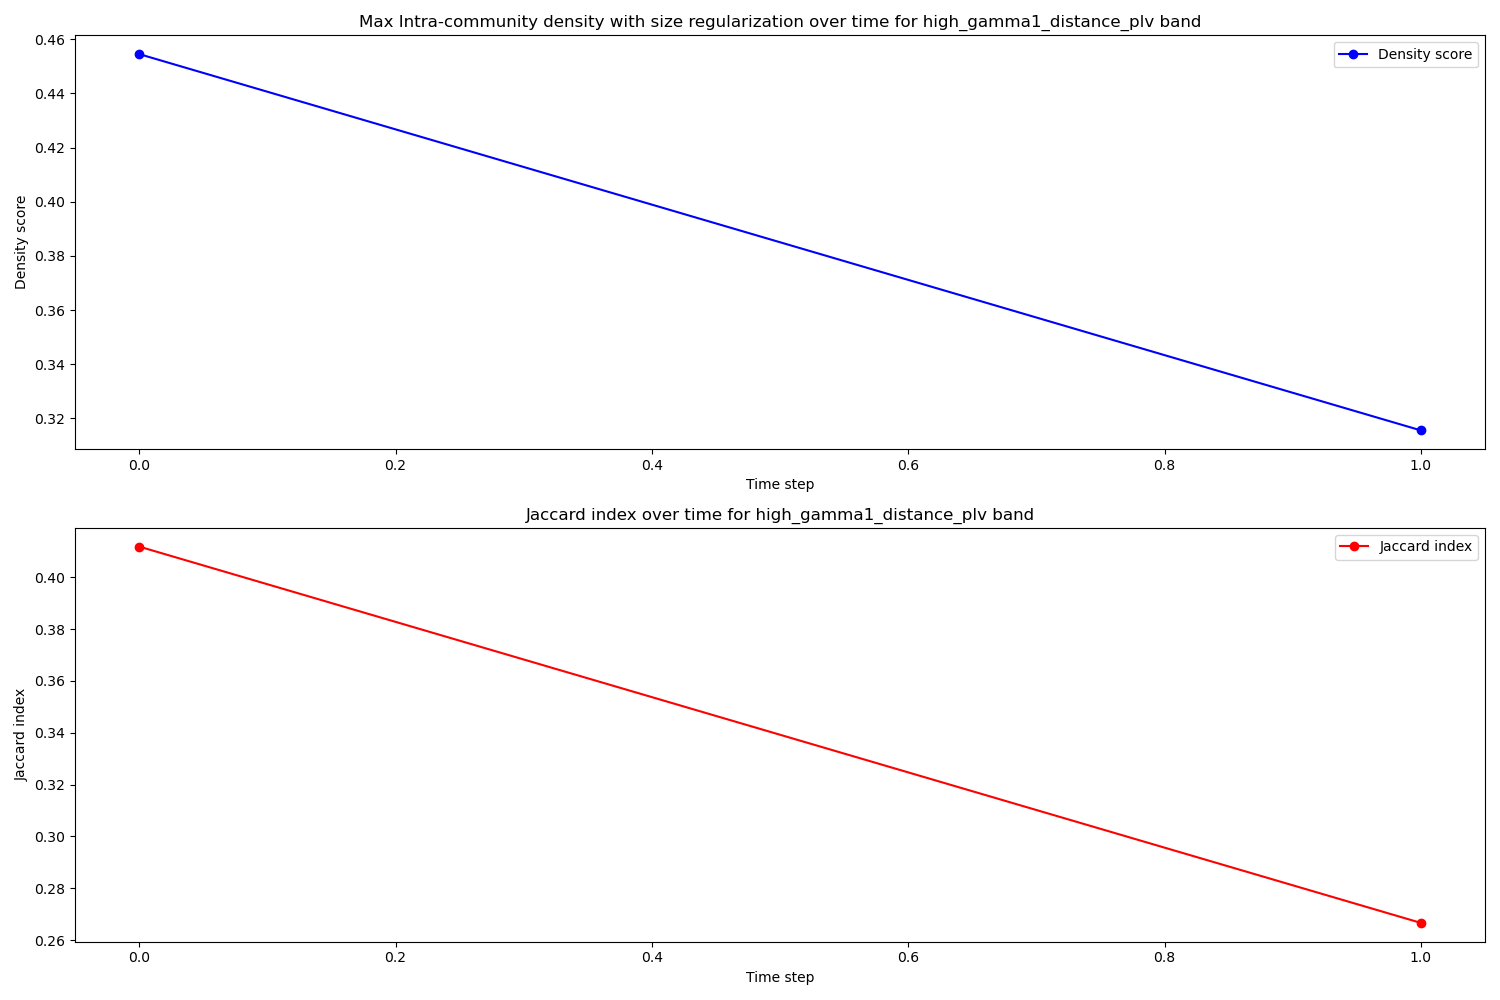 Max Intra-community density with size regularization over time for high_gamma1_distance_plv band
0.46
0.44
0.42
0.40
0.38
0.36
0.34
0.32
Density score
Density score
0.0 0.2 0.4 0.6 0.8 1.0
Time step
Jaccard index over time for high_gamma1_distance_plv band
0.40
0.38
0.36
0.34
0.32
0.30
0.28
0.26
Jaccard index
Jaccard index
0.0 0.2 0.4 0.6 0.8 1.0
Time step